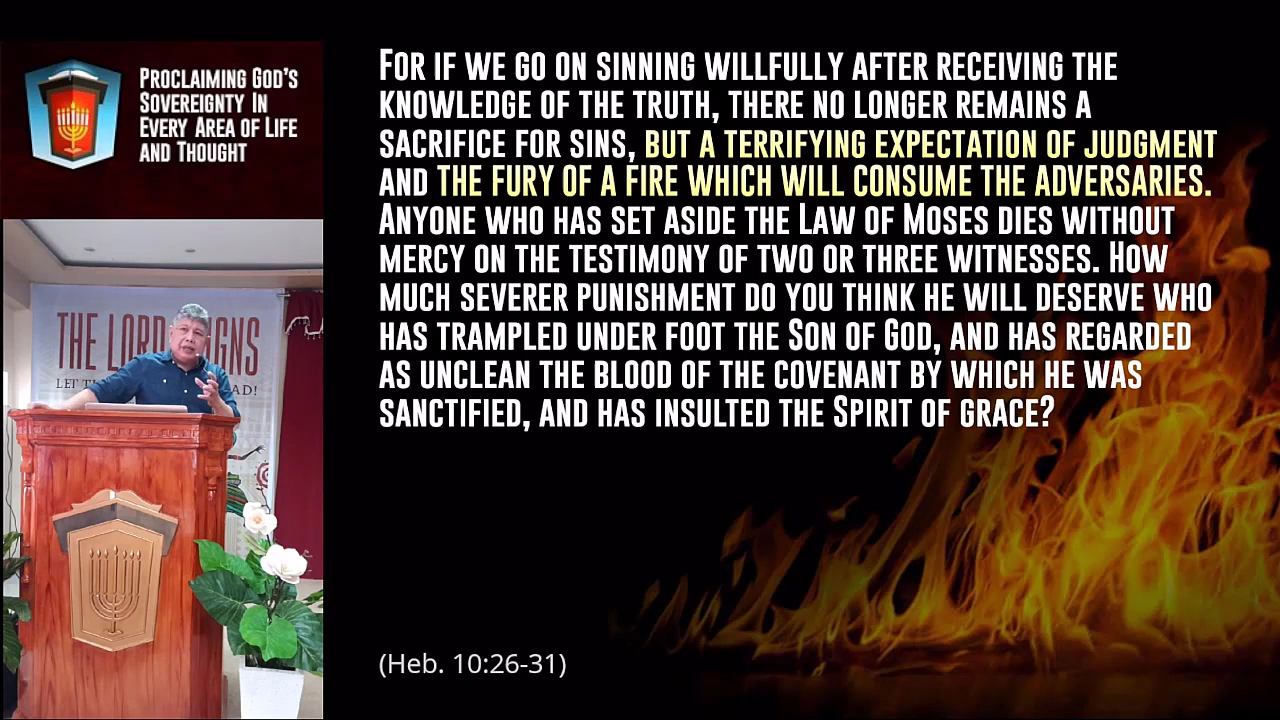 Proclaiming God's
Sovereignty In
Every Area of Life
and Thought
THE LORD
LET
For if we go on sinning willfully after receiving the
knowledge of the truth, there no longer remains a
sacrifice for sins, but a terrifying expectation of judgment
and the fury of a fire which will consume the adversaries.
Anyone who has set aside the Law of Moses dies without
mercy on the testimony of two or three witnesses. How
much severer punishment do you think he will deserve who
has trampled under foot the Son of God, and has regarded
as unclean the blood of the covenant by which he was
sanctified, and has insulted the Spirit of grace?
(Heb. 10:26-31)